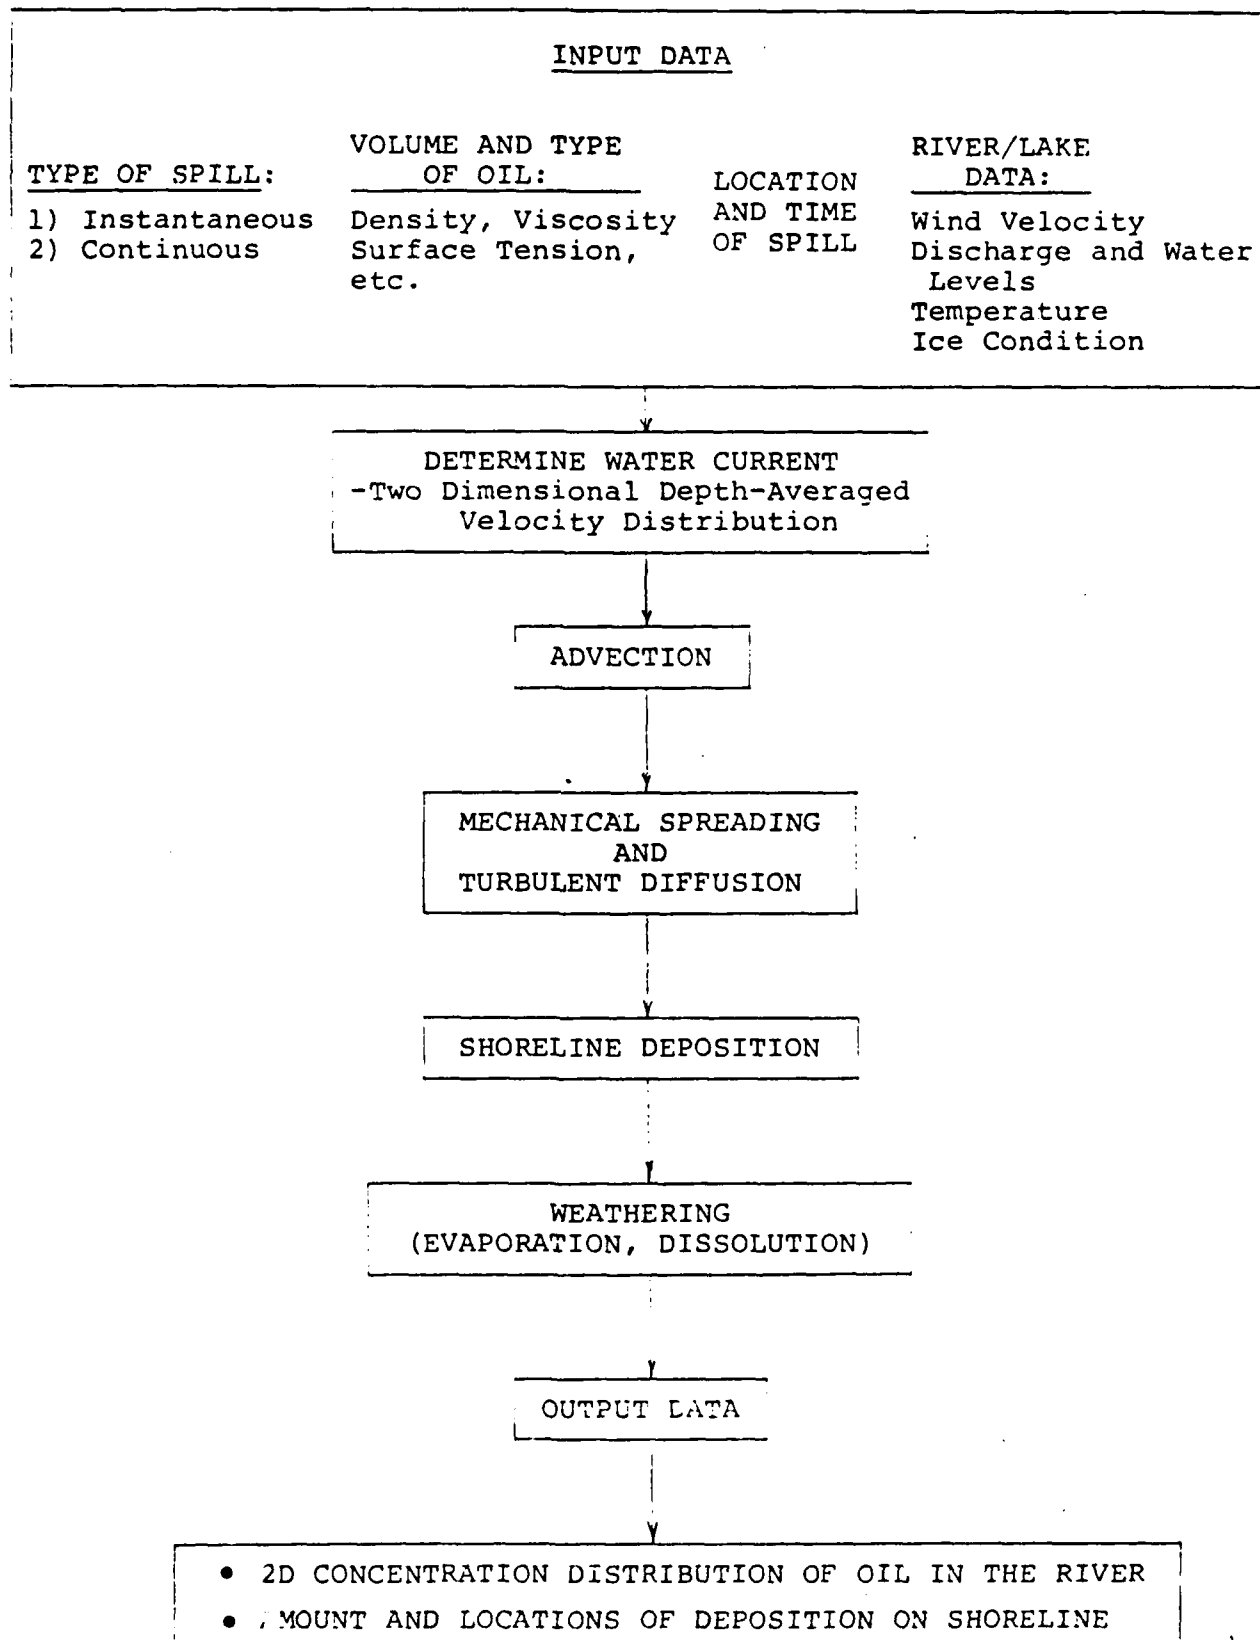 INPUT DATA
TYPE OF SPILL:
1) Instantaneous
2) Continuous
VOLUME AND TYPE
OF OIL:
Density, Viscosity
Surface Tension,
etc.
LOCATION
AND TIME
OF SPILL
RIVER/LAKE
DATA:
Wind Velocity
Discharge and Water
Levels
Temperature
Ice Condition
DETERMINE WATER CURRENT
-Two Dimensional Depth-Averaged
Velocity Distribution
ADVECTION
MECHANICAL SPREADING
AND
TURBULENT DIFFUSION
SHORELINE DEPOSITION
WEATHERING
(EVAPORATION, DISSOLUTION)
OUTPUT DATA
• 2D CONCENTRATION DISTRIBUTION OF OIL IN THE RIVER
• AMOUNT AND LOCATIONS OF DEPOSITION ON SHORELINE